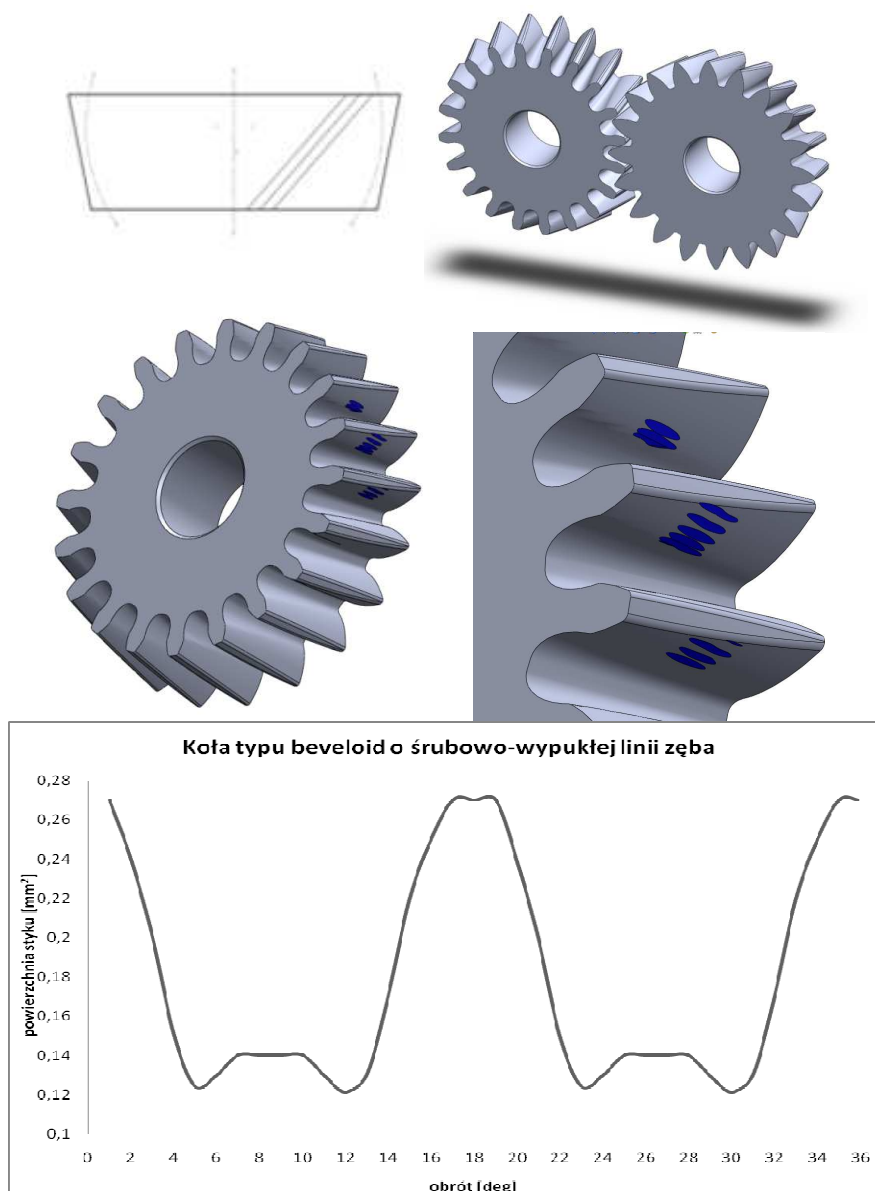 Koła typu beveloid o śrubowo-wypukłej linii zęba
powierzchnia styku [mm²]
0,28
0,26
0,24
0,22
0,2
0,18
0,16
0,14
0,12
0,1
0 2 4 6 8 10 12 14 16 18 20 22 24 26 28 30 32 34 36
obrót [deg]